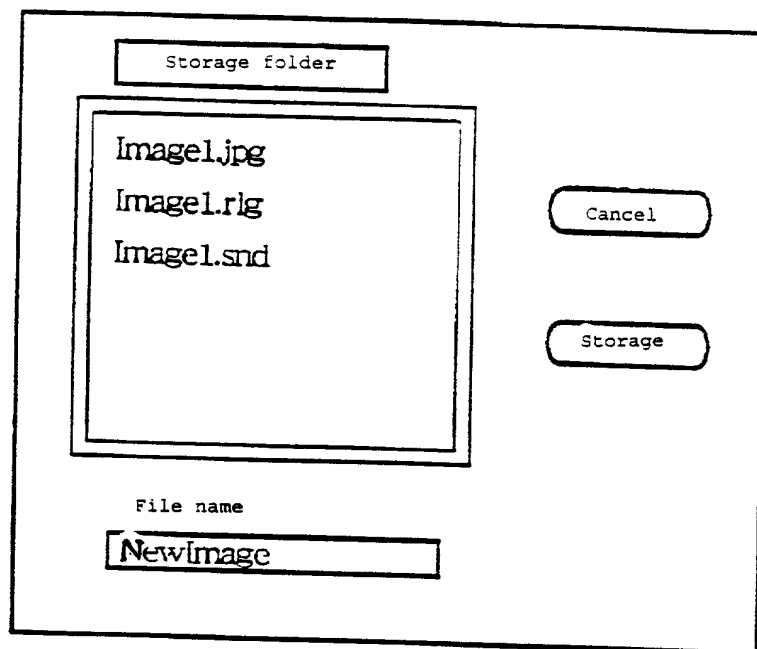 Storage folder
Image1.jpg
Image1.rlg
Image1.snd
Cancel
Storage
File name
NewImage